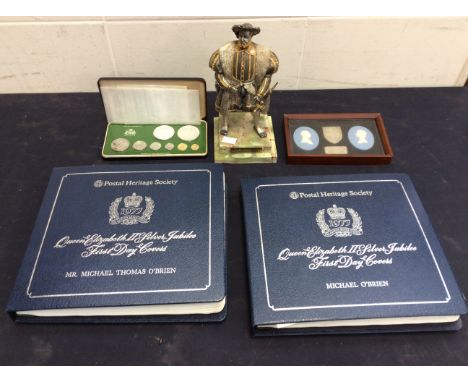 Postal Heritage Society
1977
Queen Elizabeth II Silver Jubilee
First Day Covers
MR. MICHAEL THOMAS O'BRIEN
Postal Heritage Society
1977
Queen Elizabeth II Silver Jubilee
First Day Covers
MICHAEL O'BRIEN